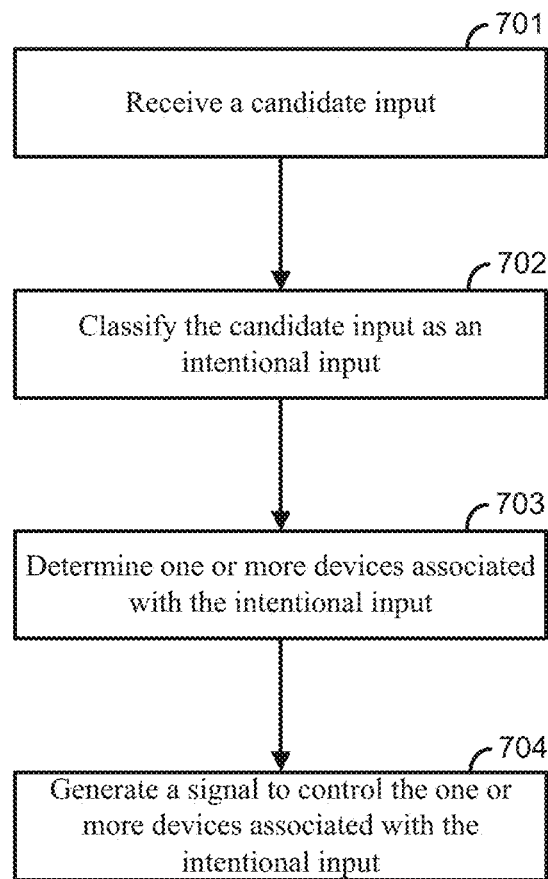 701
Receive a candidate input
702
Classify the candidate input as an
intentional input
703
Determine one or more devices associated
with the intentional input
704
Generate a signal to control the one or
more devices associated with the
intentional input